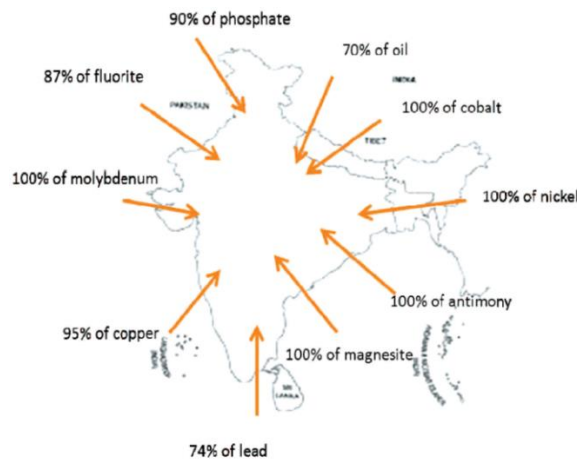 90% of phosphate
70% of oil
87% of fluorite
INDIA
PAKISTAN
100% of cobalt
TIBET
100% of molybdenum
100% of nickel
100% of antimony
95% of copper
100% of magnesite
SRI
LANKA
74% of lead